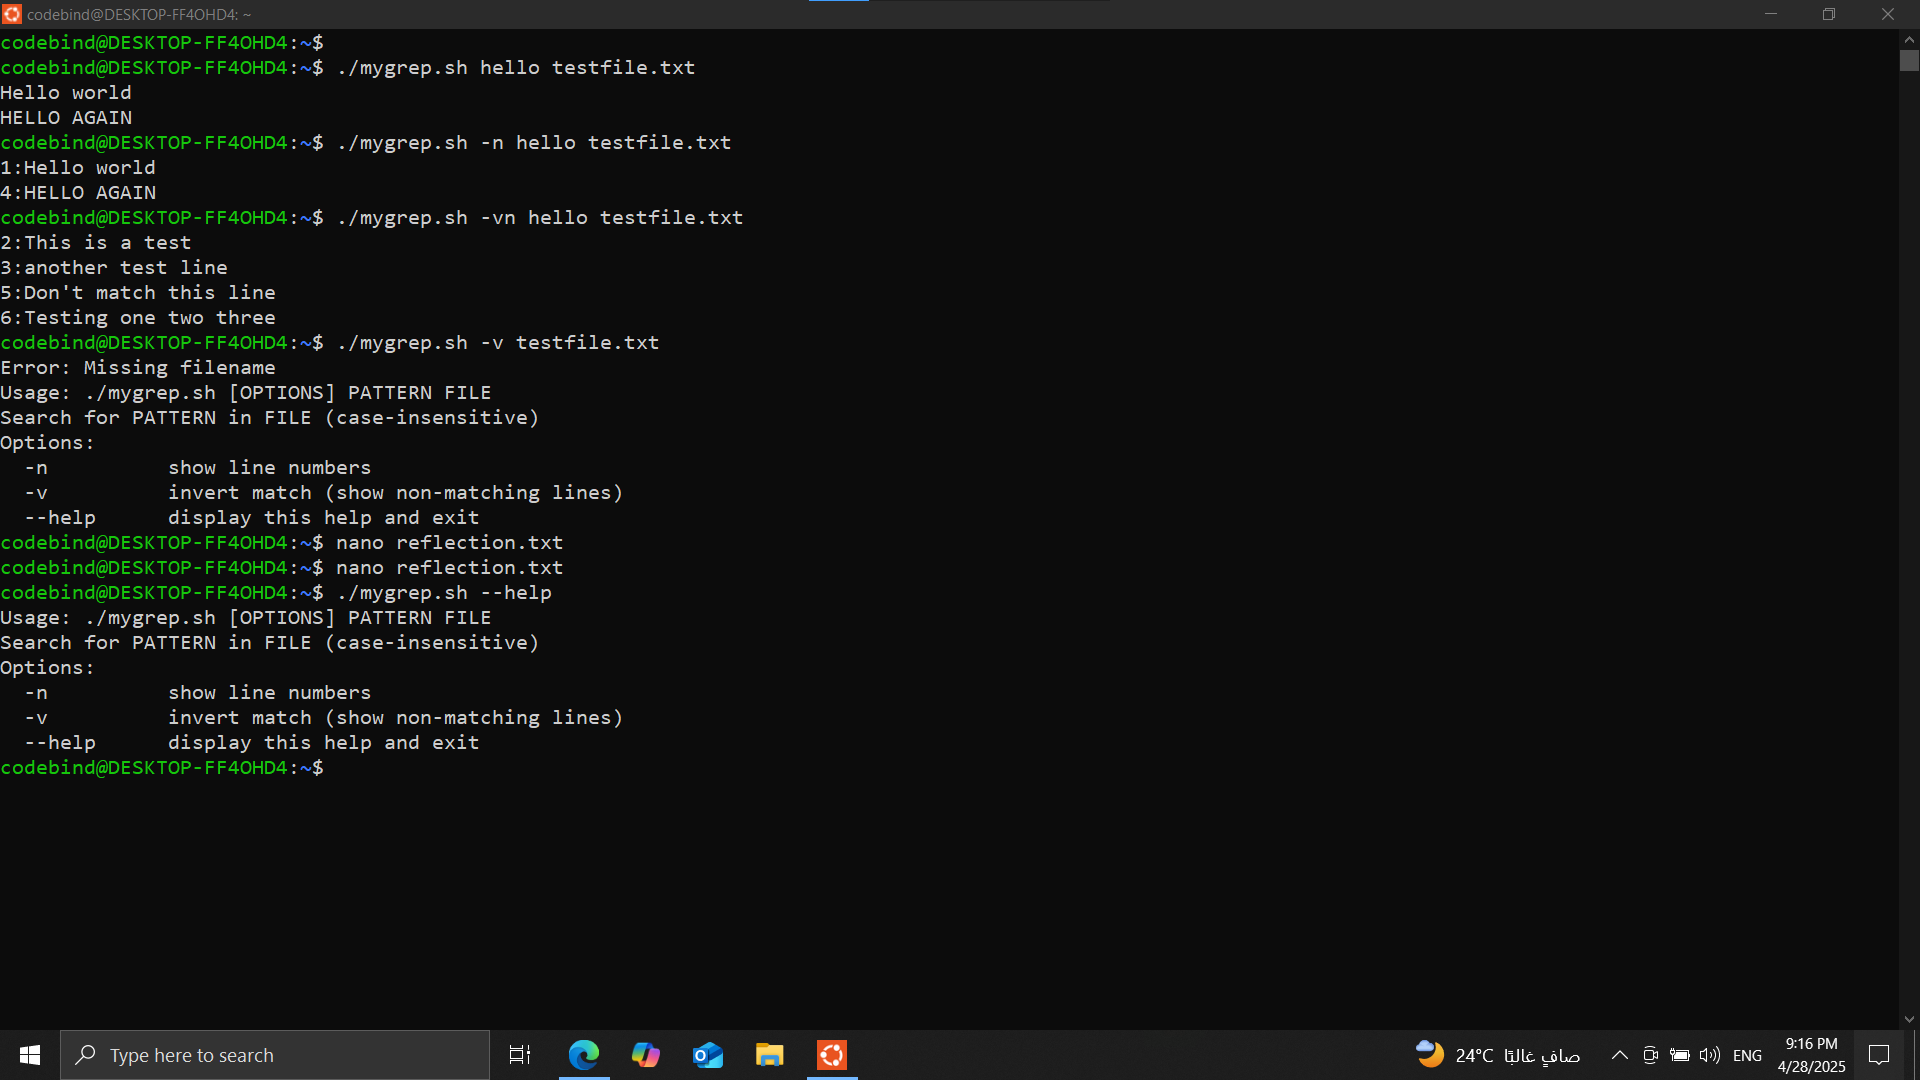 codebind@DESKTOP-FF4OHD4: ~
codebind@DESKTOP-FF4OHD4:~$
codebind@DESKTOP-FF4OHD4:~$ ./mygrep.sh hello testfile.txt
Hello world
HELLO AGAIN
codebind@DESKTOP-FF4OHD4:~$ ./mygrep.sh -n hello testfile.txt
1:Hello world
4:HELLO AGAIN
codebind@DESKTOP-FF4OHD4:~$ ./mygrep.sh -vn hello testfile.txt
2:This is a test
3:another test line
5:Don't match this line
6:Testing one two three
codebind@DESKTOP-FF4OHD4:~$ ./mygrep.sh -v testfile.txt
Error: Missing filename
Usage: ./mygrep.sh [OPTIONS] PATTERN FILE
Search for PATTERN in FILE (case-insensitive)
Options:
  -n          show line numbers
  -v          invert match (show non-matching lines)
  --help      display this help and exit
codebind@DESKTOP-FF4OHD4:~$ nano reflection.txt
codebind@DESKTOP-FF4OHD4:~$ nano reflection.txt
codebind@DESKTOP-FF4OHD4:~$ ./mygrep.sh --help
Usage: ./mygrep.sh [OPTIONS] PATTERN FILE
Search for PATTERN in FILE (case-insensitive)
Options:
  -n          show line numbers
  -v          invert match (show non-matching lines)
  --help      display this help and exit
codebind@DESKTOP-FF4OHD4:~$
Type here to search
24°C صافٍ غالبًا
ENG
9:16 PM
4/28/2025